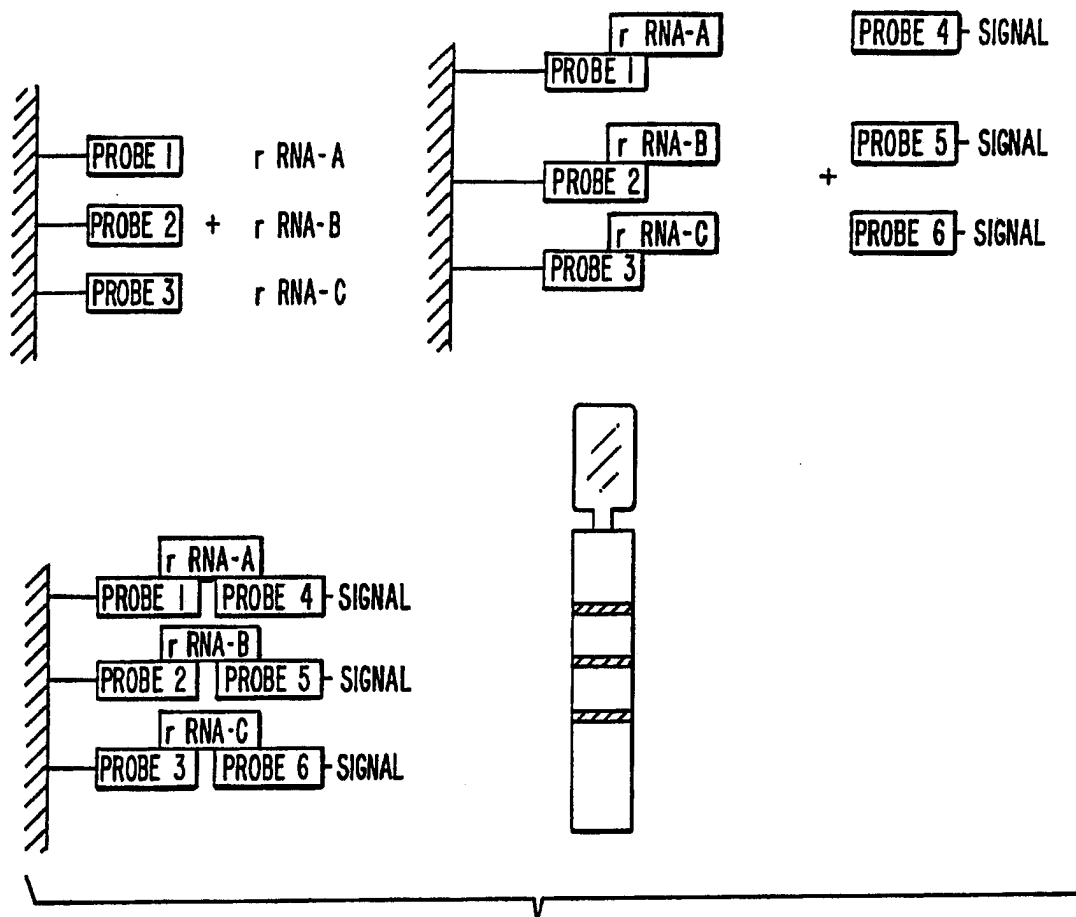 PROBE 1 r RNA-A
PROBE 2 + r RNA-B
PROBE 3 r RNA-C
r RNA-A
PROBE 1
PROBE 4 - SIGNAL
r RNA-B
PROBE 2
+
PROBE 5 - SIGNAL
r RNA-C
PROBE 3
PROBE 6 - SIGNAL
r RNA-A
PROBE 1 PROBE 4 - SIGNAL
r RNA-B
PROBE 2 PROBE 5 - SIGNAL
r RNA-C
PROBE 3 PROBE 6 - SIGNAL